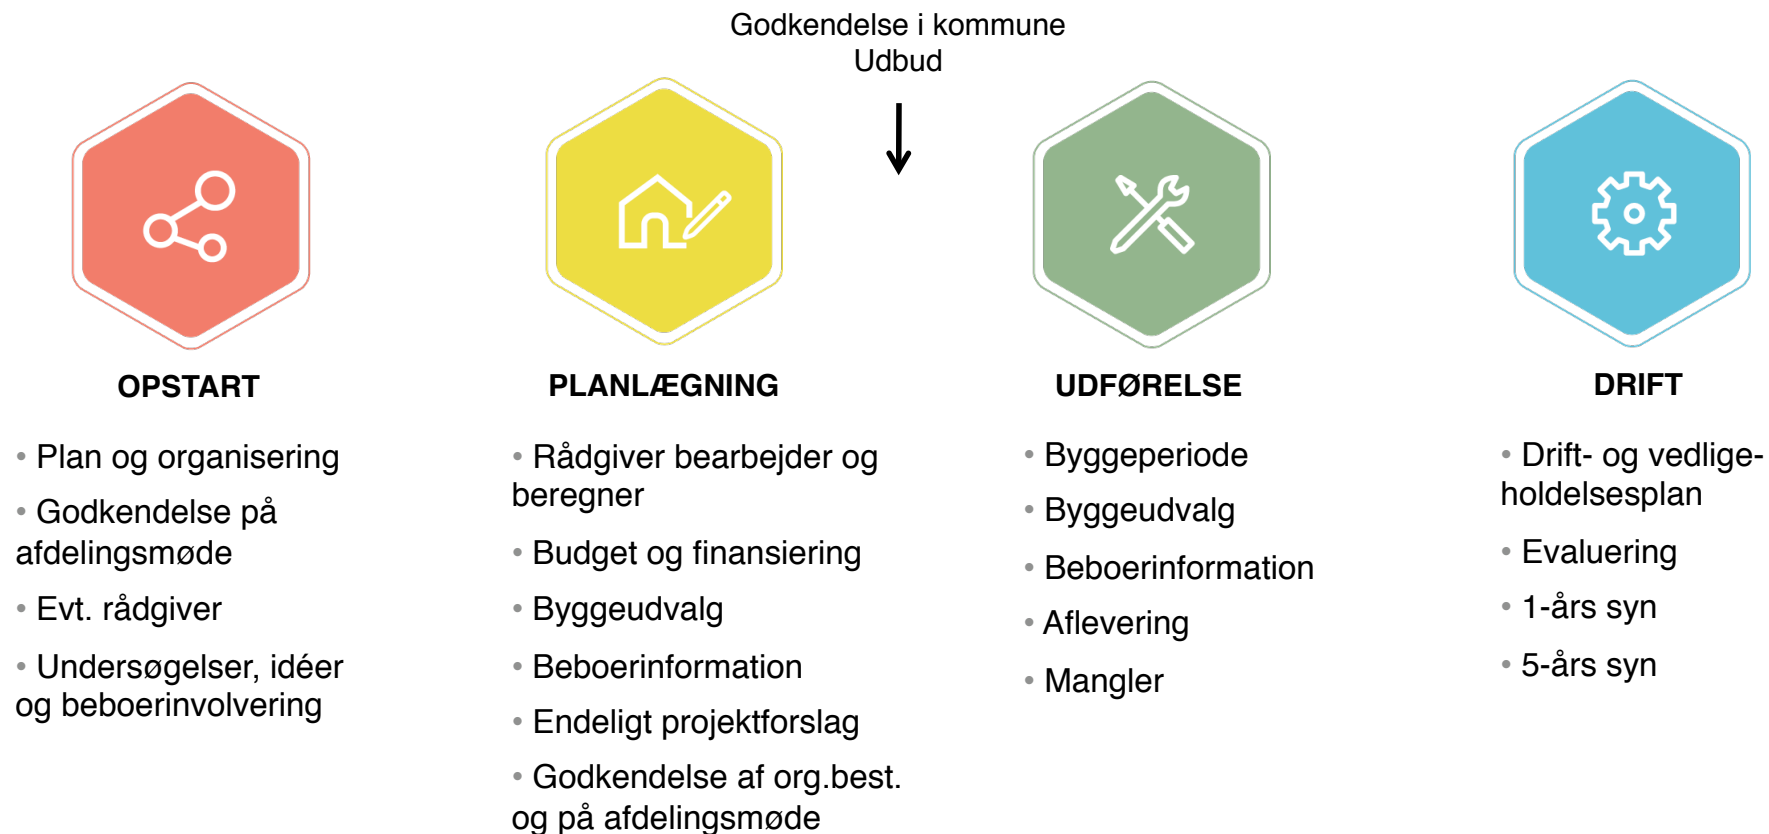 Godkendelse i kommune
Udbud
OPSTART
• Plan og organisering
• Godkendelse på
afdelingsmøde
• Evt. rådgiver
• Undersøgelser, idéer
og beboerinvolvering
PLANLÆGNING
• Rådgiver bearbejder og
beregner
• Budget og finansiering
• Byggeudvalg
• Beboerinformation
• Endeligt projektforslag
• Godkendelse af org.best.
og på afdelingsmøde
UDFØRELSE
• Byggeperiode
• Byggeudvalg
• Beboerinformation
• Aflevering
• Mangler
DRIFT
• Drift- og vedlige-
holdelsesplan
• Evaluering
• 1-års syn
• 5-års syn